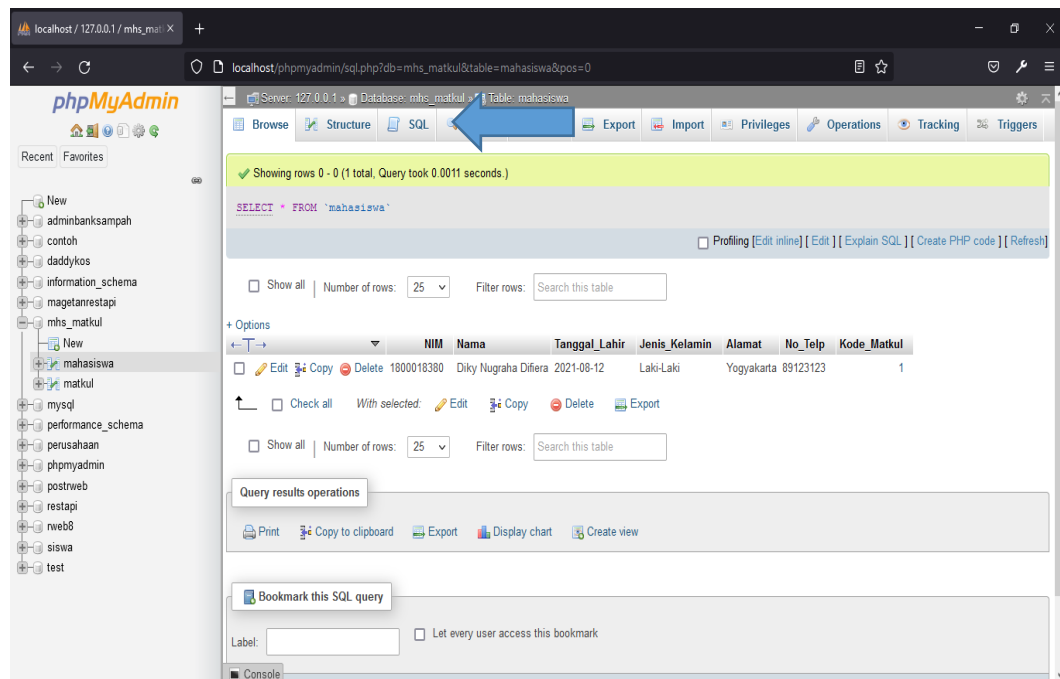 localhost / 127.0.0.1 / mhs_matl
localhost/phpmyadmin/sql.php?db=mhs_matkul&table=mahasiswa&pos=0
phpMyAdmin
Recent Favorites
New
adminbanksampah
contoh
daddykos
information_schema
magetanrestapi
mhs_matkul
New
mahasiswa
matkul
mysql
performance_schema
perusahaan
phpmyadmin
postrweb
restapi
rweb8
siswa
test
Server: 127.0.0.1 » Database: mhs_matkul » Table: mahasiswa
Browse Structure SQL Export Import Privileges Operations Tracking Triggers
Showing rows 0 - 0 (1 total, Query took 0.0011 seconds.)
SELECT * FROM `mahasiswa`
Profiling [Edit inline] [ Edit ] [ Explain SQL ] [ Create PHP code ] [ Refresh]
Show all | Number of rows: 25 Filter rows: Search this table
+ Options
←T→ NIM Nama Tanggal_Lahir Jenis_Kelamin Alamat No_Telp Kode_Matkul
Edit Copy Delete 1800018380 Diky Nugraha Difiera 2021-08-12 Laki-Laki Yogyakarta 89123123 1
Check all With selected: Edit Copy Delete Export
Show all | Number of rows: 25 Filter rows: Search this table
Query results operations
Print Copy to clipboard Export Display chart Create view
Bookmark this SQL query
Label: Let every user access this bookmark
Console